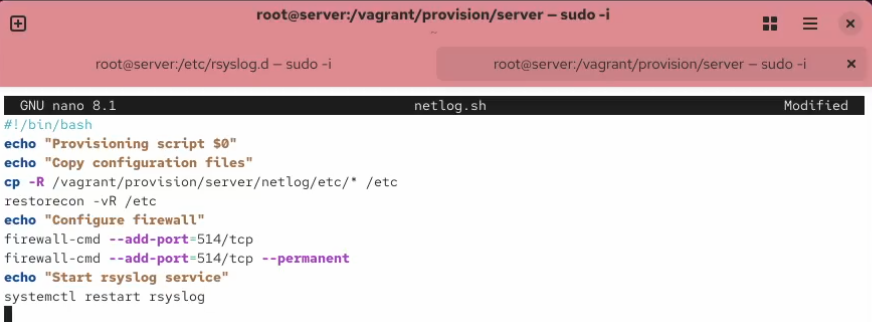 root@server:/vagrant/provision/server — sudo -i
root@server:/etc/rsyslog.d — sudo -i
root@server:/vagrant/provision/server — sudo -i
GNU nano 8.1 netlog.sh Modified
#!/bin/bash
echo "Provisioning script $0"
echo "Copy configuration files"
cp -R /vagrant/provision/server/netlog/etc/* /etc
restorecon -vR /etc
echo "Configure firewall"
firewall-cmd --add-port=514/tcp
firewall-cmd --add-port=514/tcp --permanent
echo "Start rsyslog service"
systemctl restart rsyslog